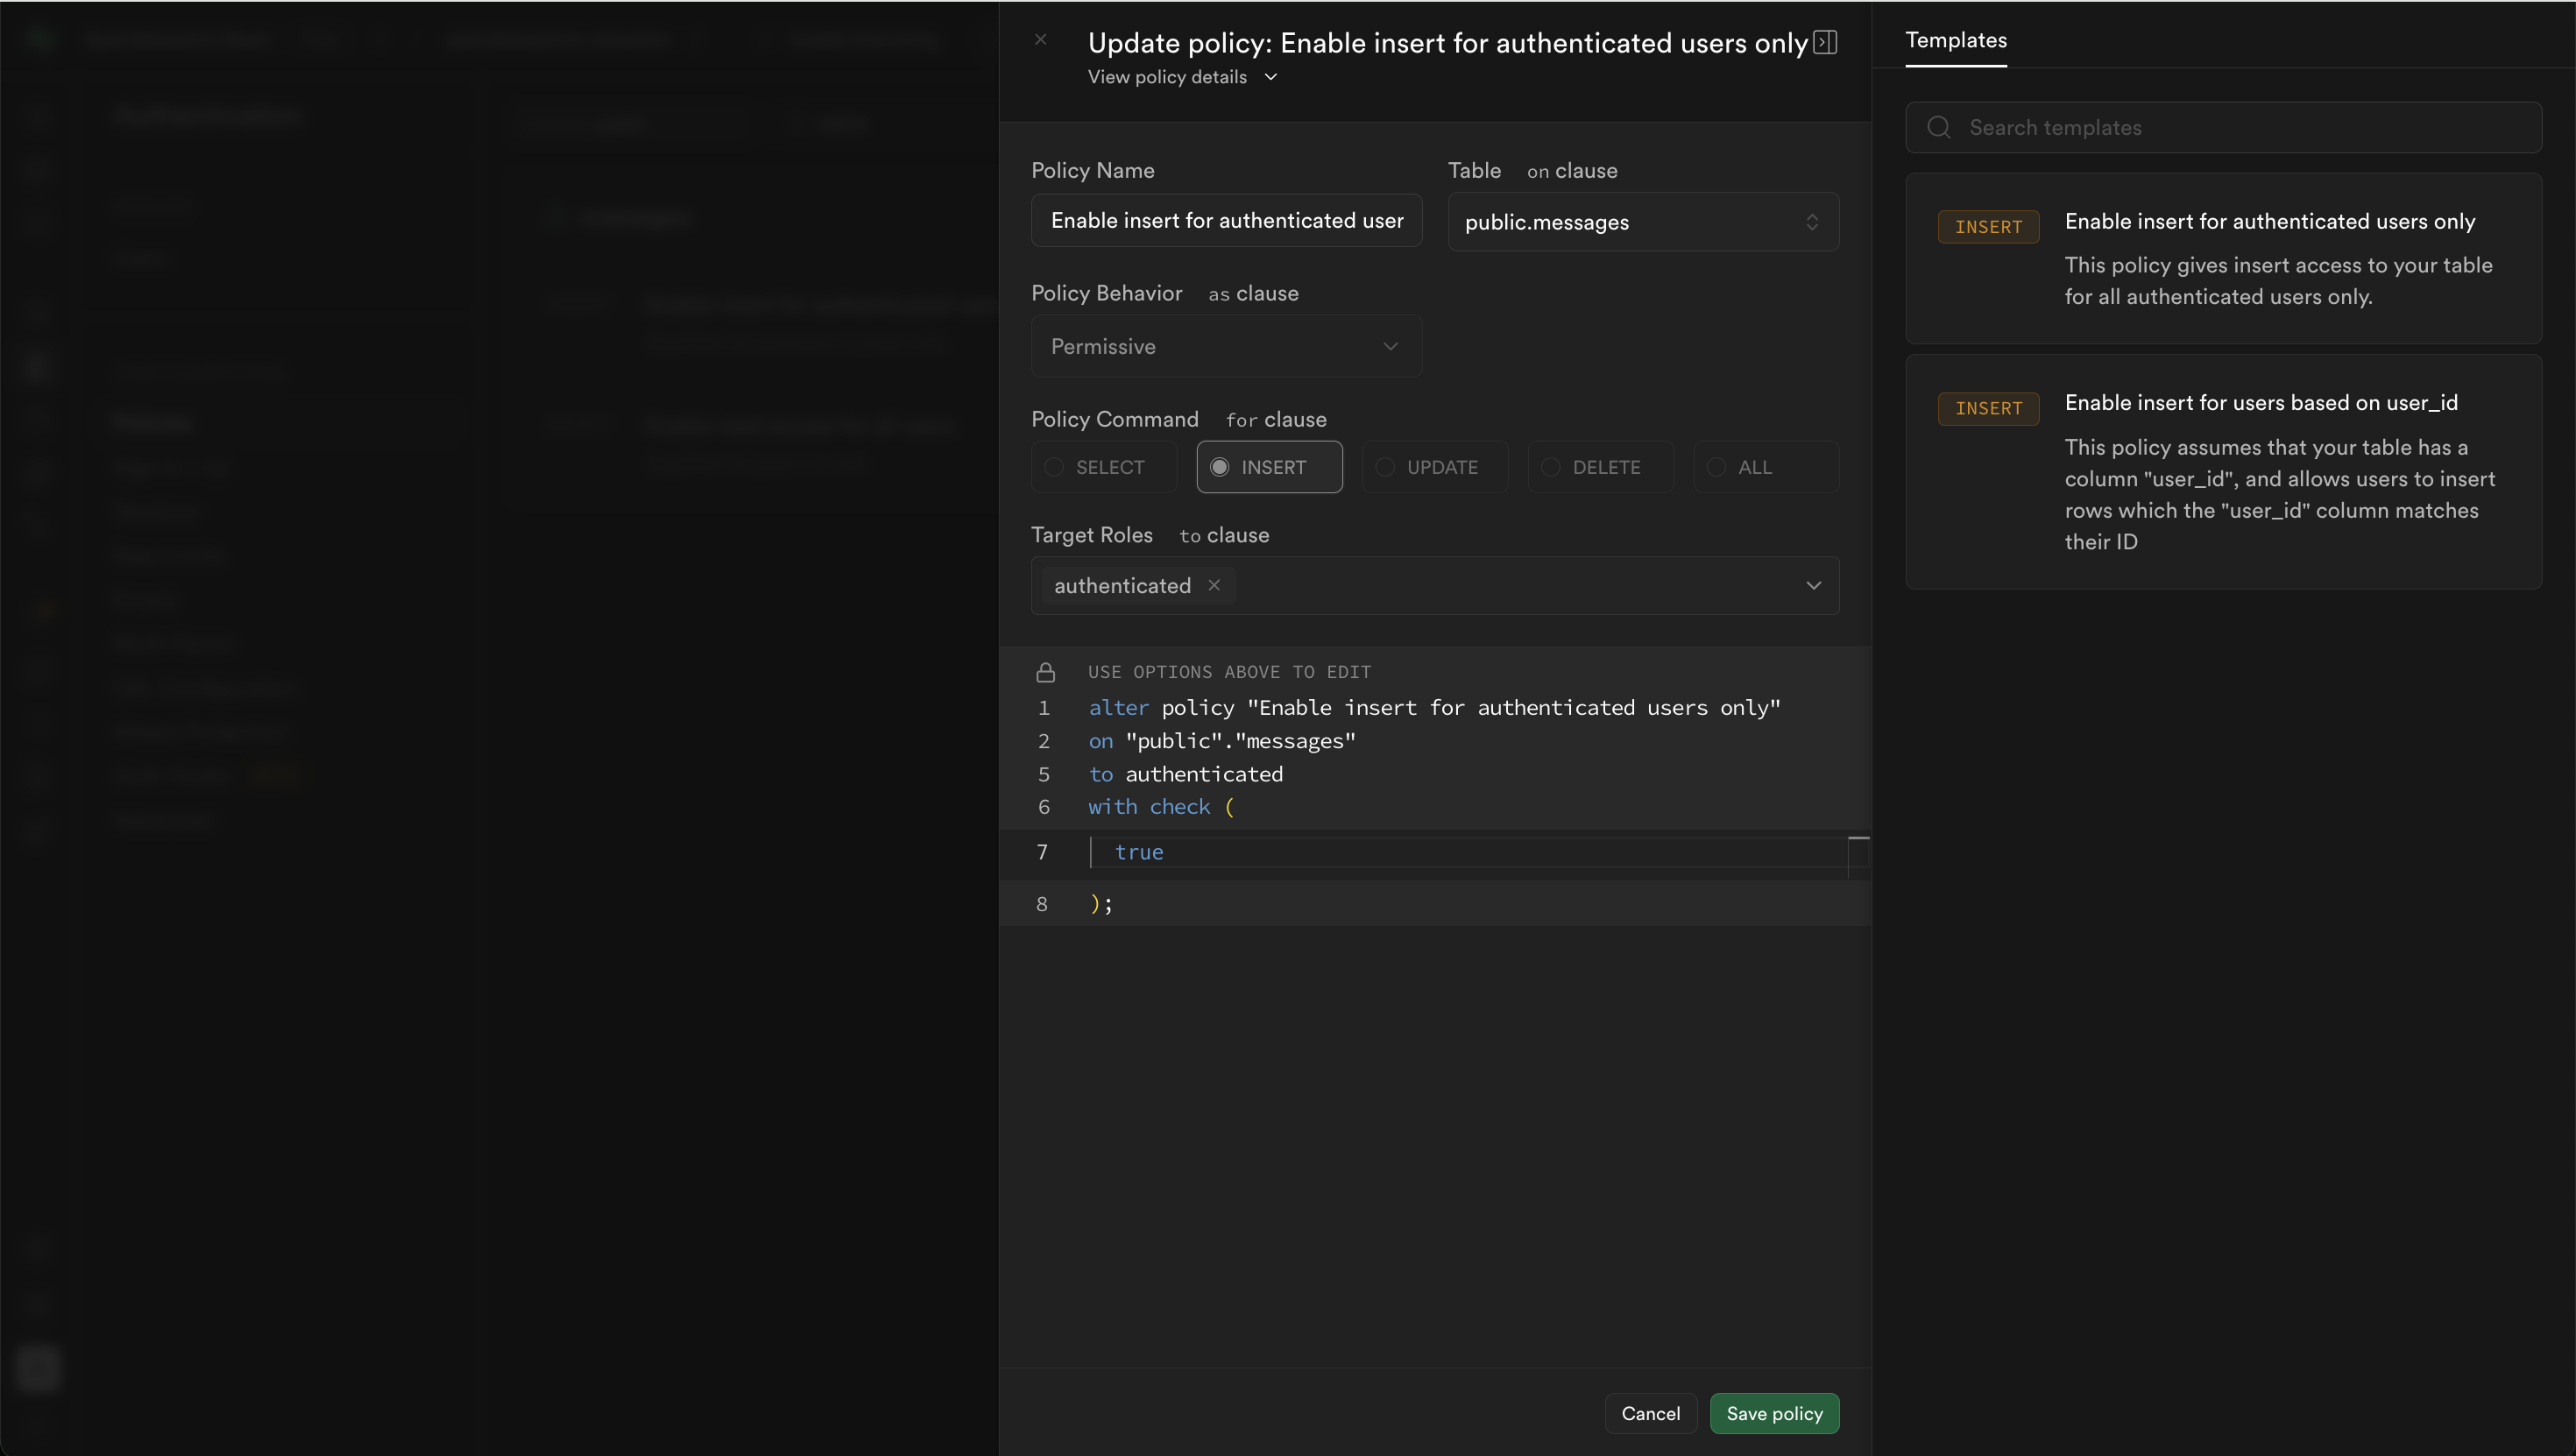 Update policy: Enable insert for authenticated users only
View policy details
Policy Name
Enable insert for authenticated user
Table on clause
public.messages
Policy Behavior as clause
Permissive
Policy Command for clause
SELECT INSERT UPDATE DELETE ALL
Target Roles to clause
authenticated
USE OPTIONS ABOVE TO EDIT
1 alter policy "Enable insert for authenticated users only"
2 on "public"."messages"
5 to authenticated
6 with check (
7 true
8 );
Cancel Save policy
Templates
Search templates
INSERT Enable insert for authenticated users only
This policy gives insert access to your table
for all authenticated users only.
INSERT Enable insert for users based on user_id
This policy assumes that your table has a
column "user_id", and allows users to insert
rows which the "user_id" column matches
their ID